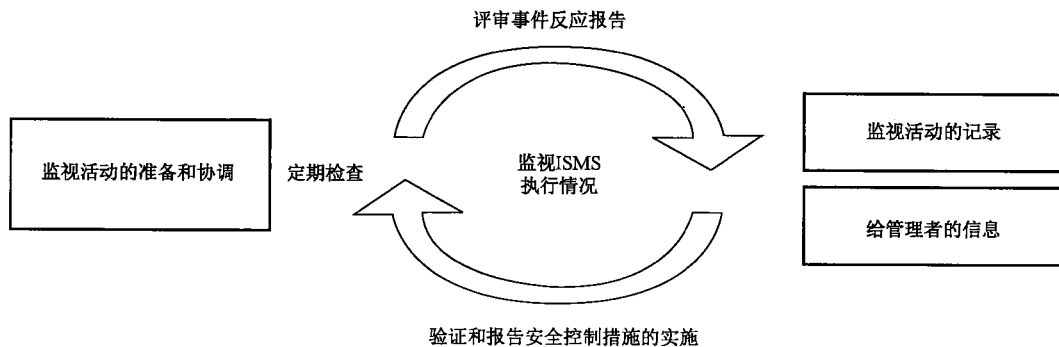 评审事件反应报告
监视活动的准备和协调
定期检查
监视ISMS
执行情况
监视活动的记录
给管理者的信息
验证和报告安全控制措施的实施